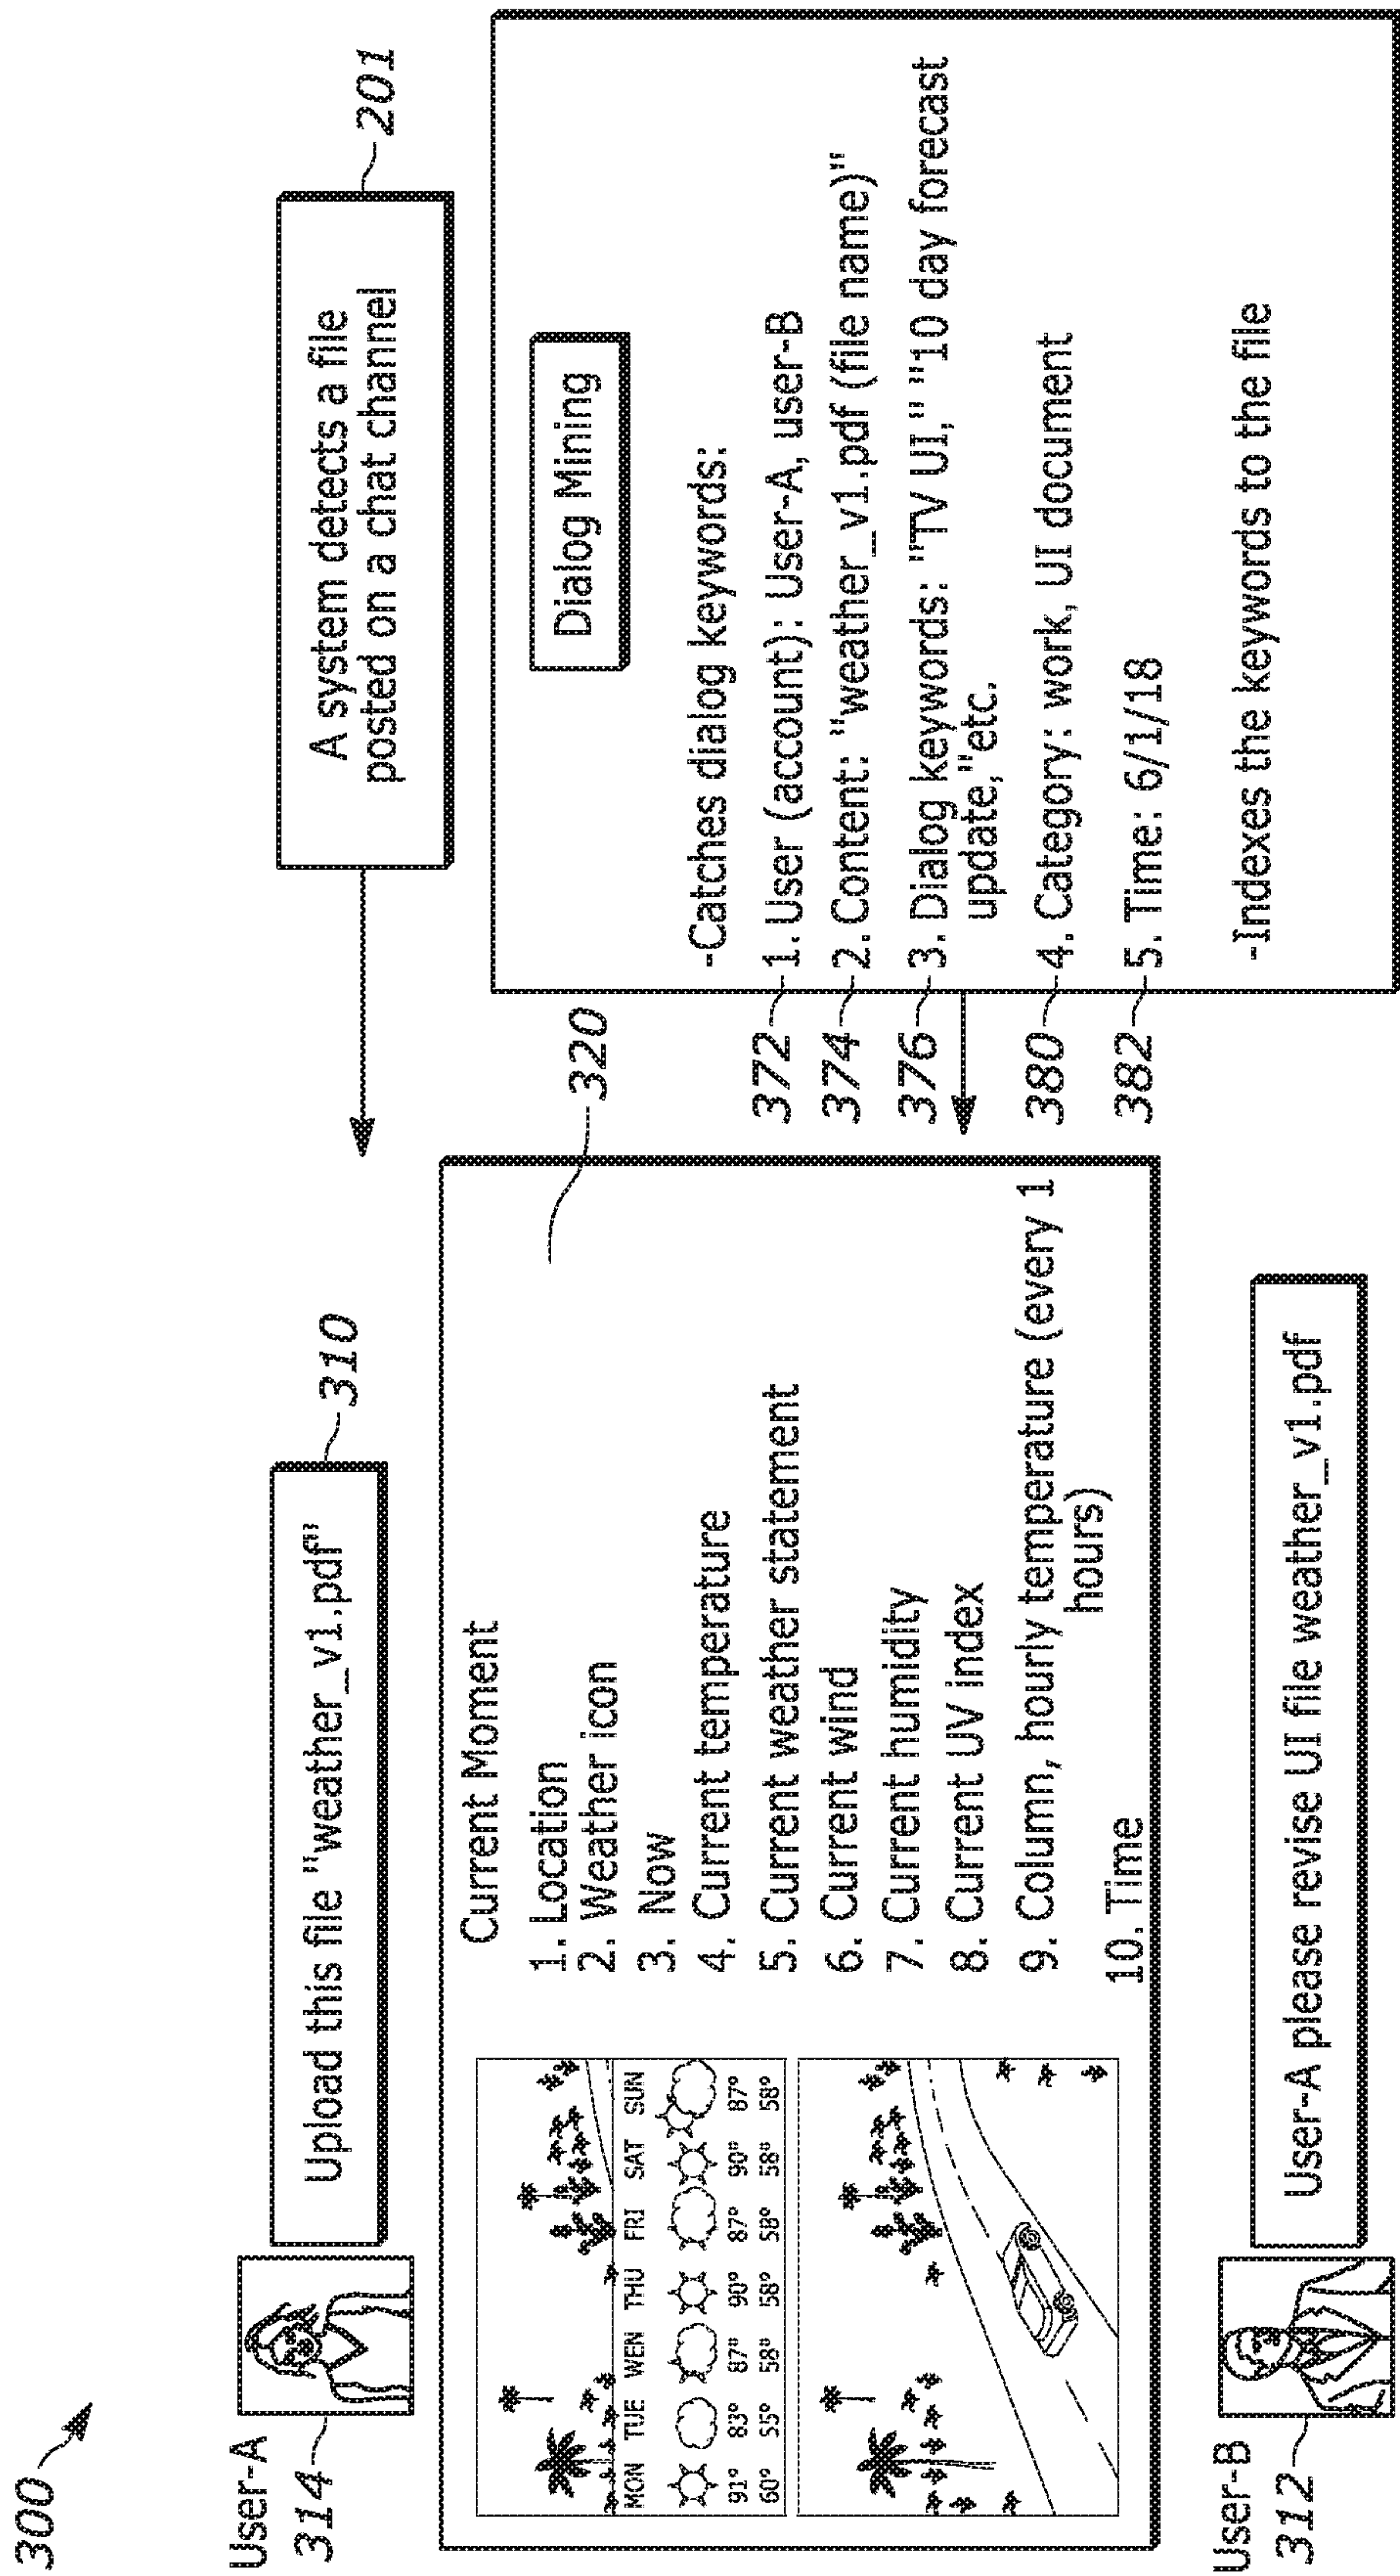 300
User-A
314
Upload this file "weather_v1.pdf"
310
A system detects a file
posted on a chat channel
201
MON TUE WEN THU FRI SAT SUN
91° 83° 87° 90° 87° 90° 87°
60° 55° 58° 58° 58° 58° 58°
Current Moment
1. Location
2. Weather icon
3. Now
4. Current temperature
5. Current weather statement
6. Current wind
7. Current humidity
8. Current UV index
9. Column, hourly temperature (every 1
hours)
10. Time
320
Dialog Mining
-Catches dialog keywords:
372
1. User (account): User-A, user-B
374
2. Content: "weather_v1.pdf (file name)"
376
3. Dialog keywords: "TV UI," "10 day forecast
update,"etc.
380
4. Category: work, UI document
382
5. Time: 6/1/18
-Indexes the keywords to the file
User-B
312
User-A please revise UI file weather_v1.pdf